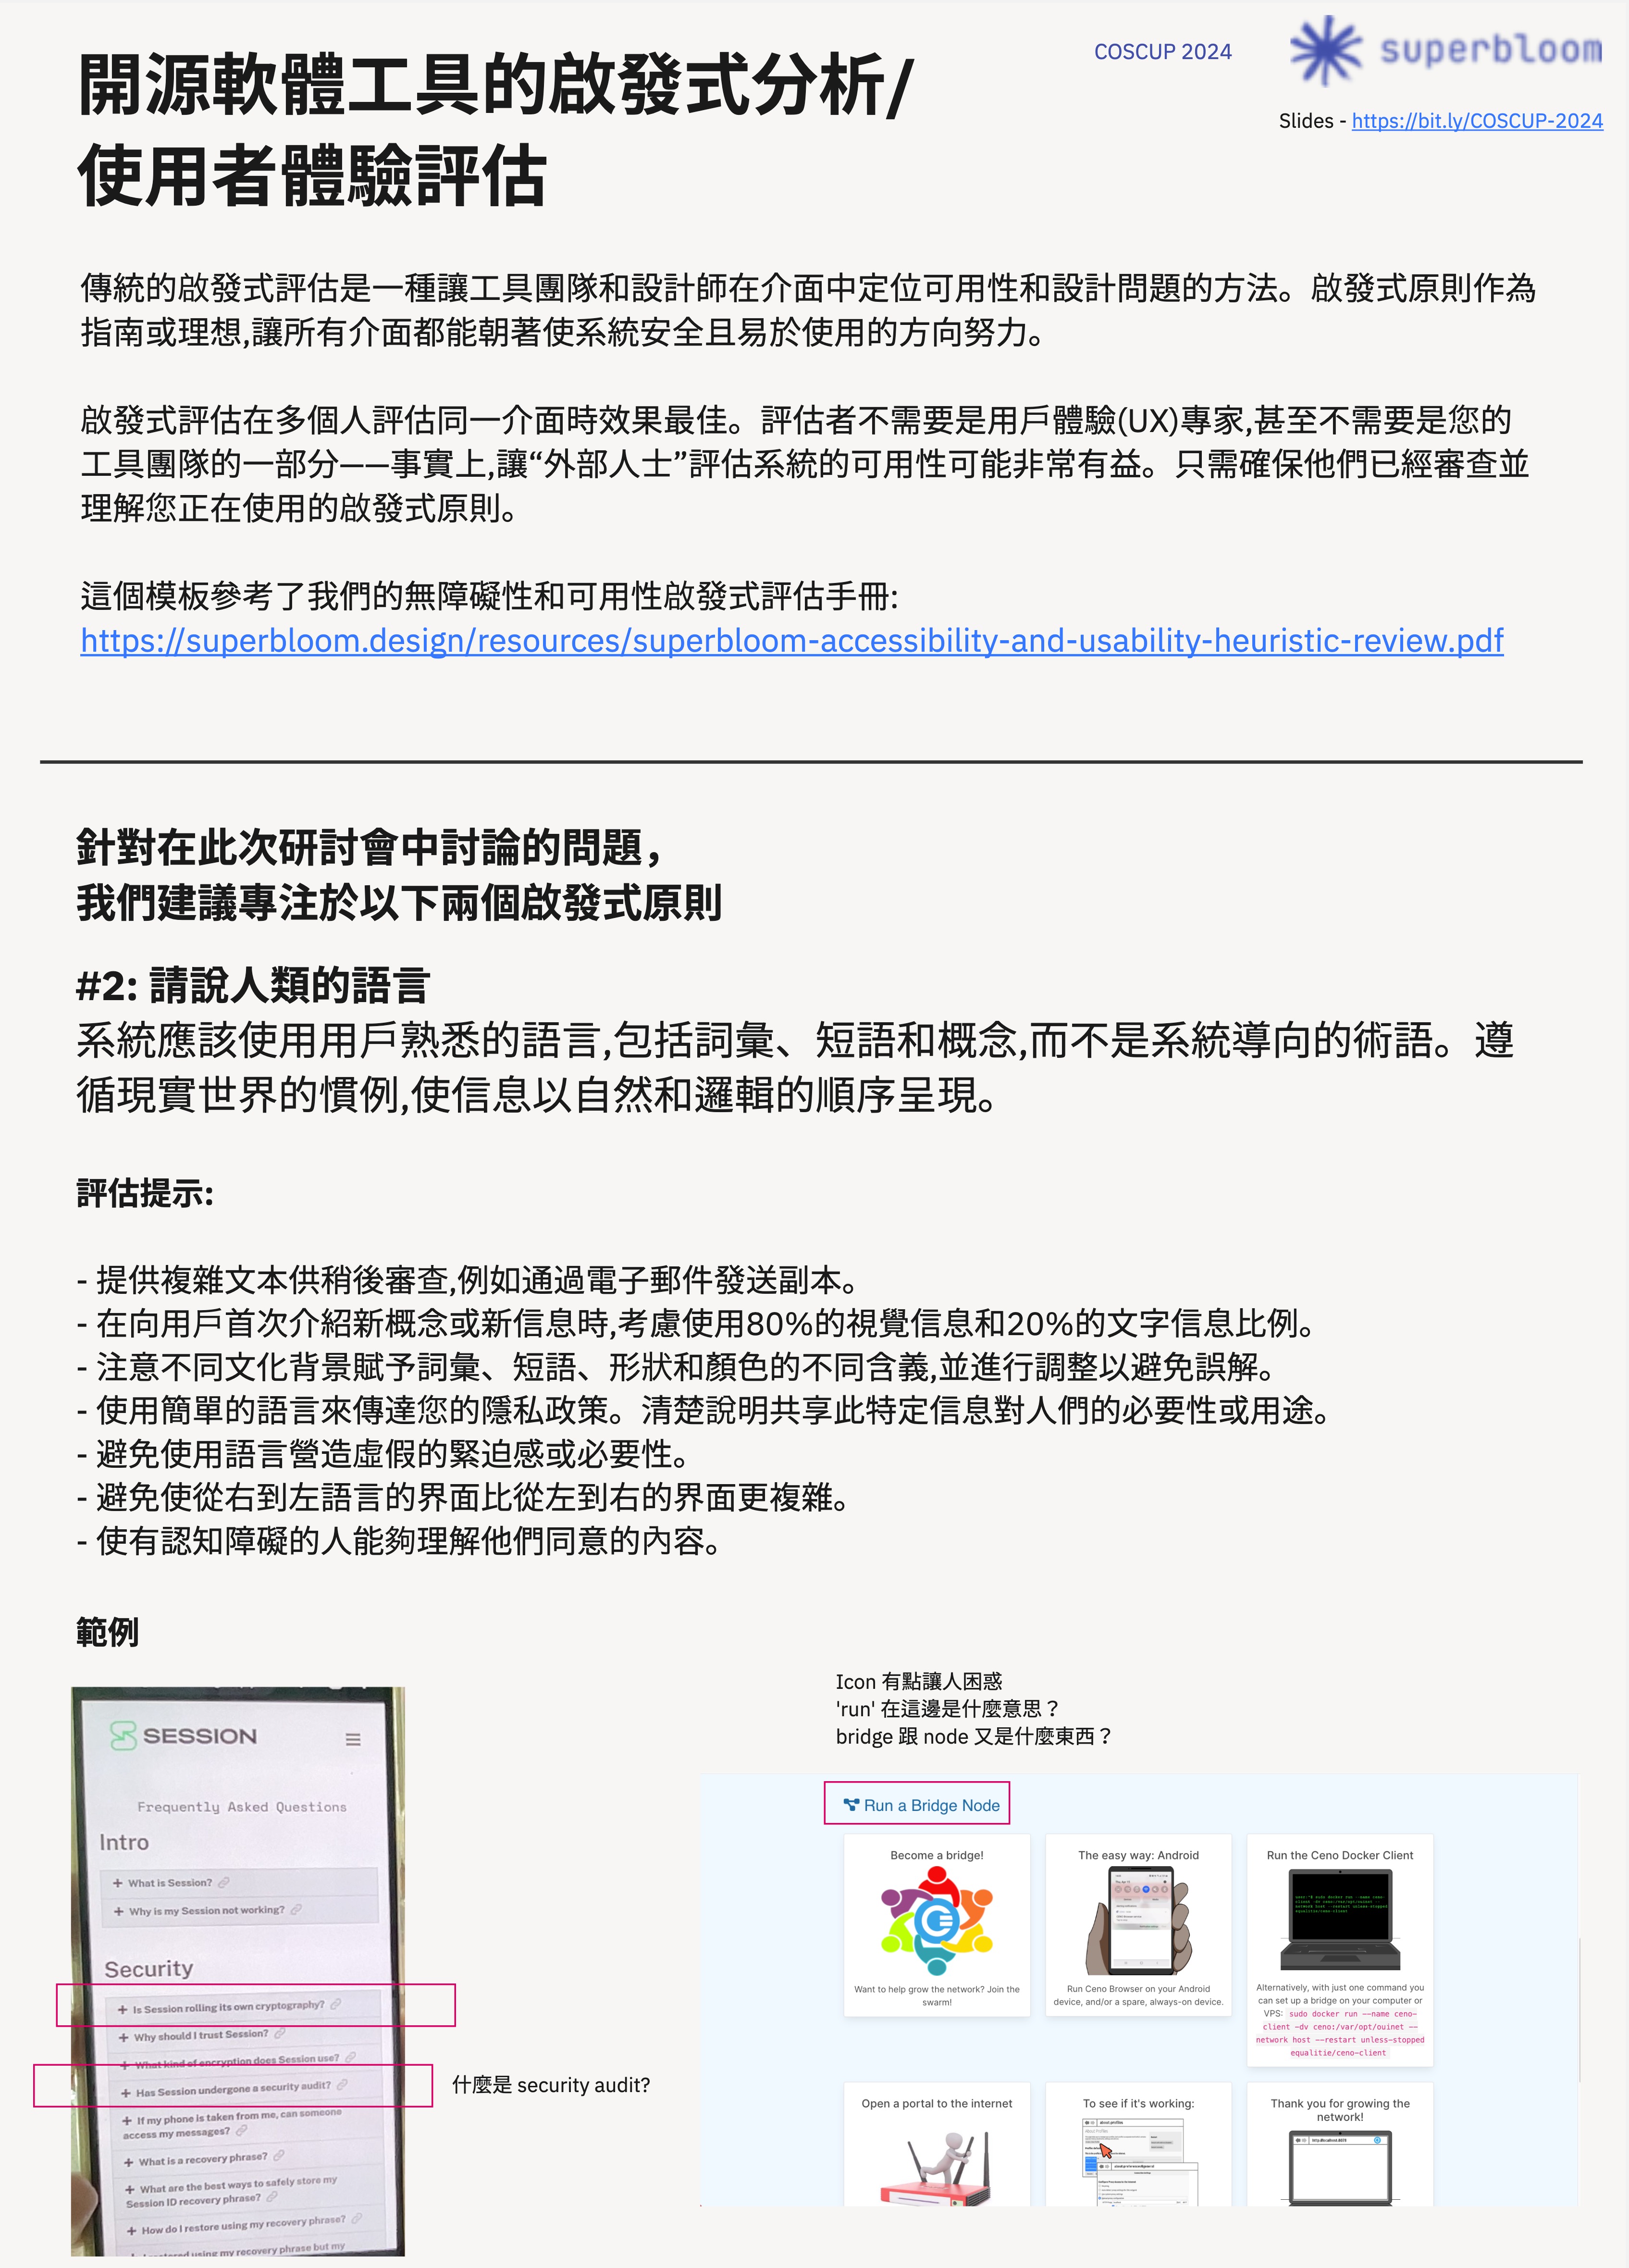 開源軟體工具的啟發式分析/
使用者體驗評估
COSCUP 2024
superbloom
Slides - https://bit.ly/COSCUP-2024
傳統的啟發式評估是一種讓工具團隊和設計師在介面中定位可用性和設計問題的方法。啟發式原則作為
指南或理想,讓所有介面都能朝著使系統安全且易於使用的方向努力。
啟發式評估在多個人評估同一介面時效果最佳。評估者不需要是用戶體驗(UX)專家,甚至不需要是您的
工具團隊的一部分——事實上,讓“外部人士”評估系統的可用性可能非常有益。只需確保他們已經審查並
理解您正在使用的啟發式原則。
這個模板參考了我們的無障礙性和可用性啟發式評估手冊:
https://superbloom.design/resources/superbloom-accessibility-and-usability-heuristic-review.pdf
針對在此次研討會中討論的問題，
我們建議專注於以下兩個啟發式原則
#2: 請說人類的語言
系統應該使用用戶熟悉的語言,包括詞彙、短語和概念,而不是系統導向的術語。遵
循現實世界的慣例,使信息以自然和邏輯的順序呈現。
評估提示:
- 提供複雜文本供稍後審查,例如通過電子郵件發送副本。
- 在向用戶首次介紹新概念或新信息時,考慮使用80%的視覺信息和20%的文字信息比例。
- 注意不同文化背景賦予詞彙、短語、形狀和顏色的不同含義,並進行調整以避免誤解。
- 使用簡單的語言來傳達您的隱私政策。清楚說明共享此特定信息對人們的必要性或用途。
- 避免使用語言營造虛假的緊迫感或必要性。
- 避免使從右到左語言的界面比從左到右的界面更複雜。
- 使有認知障礙的人能夠理解他們同意的內容。
範例
SESSION
Frequently Asked Questions
Intro
+ What is Session?
+ Why is my Session not working?
Security
+ Is Session rolling its own cryptography?
+ Why should I trust Session?
+ What kind of encryption does Session use?
+ Has Session undergone a security audit?
+ If my phone is taken from me, can someone
access my messages?
+ What is a recovery phrase?
+ What are the best ways to safely store my
Session ID recovery phrase?
+ How do I restore using my recovery phrase?
+ I restored using my recovery phrase but my
什麼是 security audit?
Icon 有點讓人困惑
'run' 在這邊是什麼意思？
bridge 跟 node 又是什麼東西？
Run a Bridge Node
Become a bridge!
Want to help grow the network? Join the
swarm!
The easy way: Android
Run Ceno Browser on your Android
device, and/or a spare, always-on device.
Run the Ceno Docker Client
Alternatively, with just one command you
can set up a bridge on your computer or
VPS: sudo docker run --name ceno-
client -dv ceno:/var/opt/ouinet --
network host --restart unless-stopped
equalitie/ceno-client
Open a portal to the internet
To see if it's working:
Thank you for growing the
network!